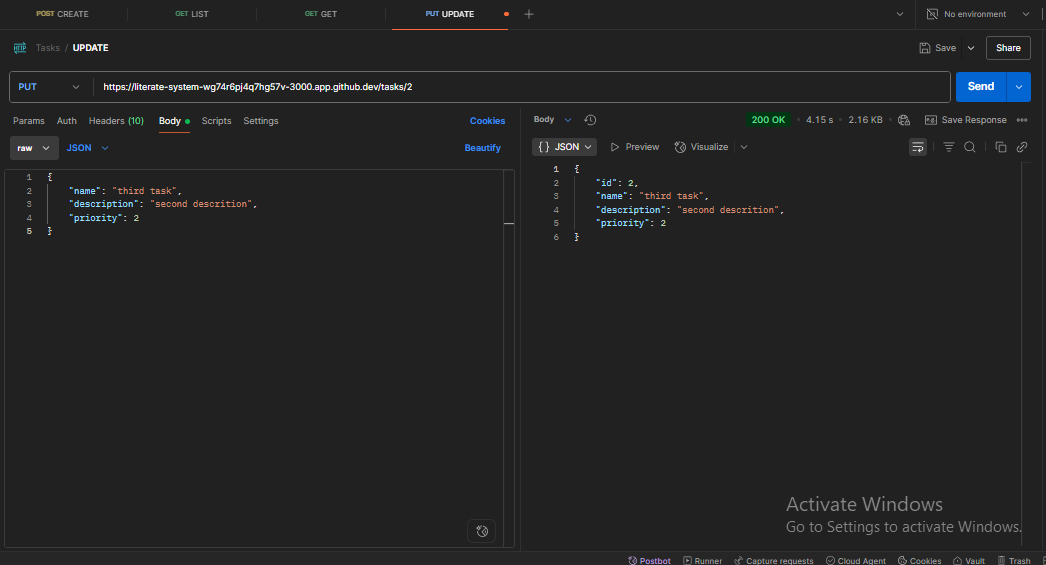 POST CREATE
GET LIST
GET GET
PUT UPDATE
No environment
HTTP Tasks / UPDATE
Save
Share
PUT
https://literate-system-wg74r6pj4q7hg57v-3000.app.github.dev/tasks/2
Send
Params Auth Headers (10) Body Scripts Settings
Cookies
raw JSON
Beautify
1 {
2 "name": "third task",
3 "description": "second descrition",
4 "priority": 2
5 }
Body
200 OK • 4.15 s • 2.16 KB
Save Response
{} JSON Preview Visualize
1 {
2 "id": 2,
3 "name": "third task",
4 "description": "second descrition",
5 "priority": 2
6 }
Activate Windows
Go to Settings to activate Windows.
Postbot Runner Capture requests Cloud Agent Cookies Vault Trash